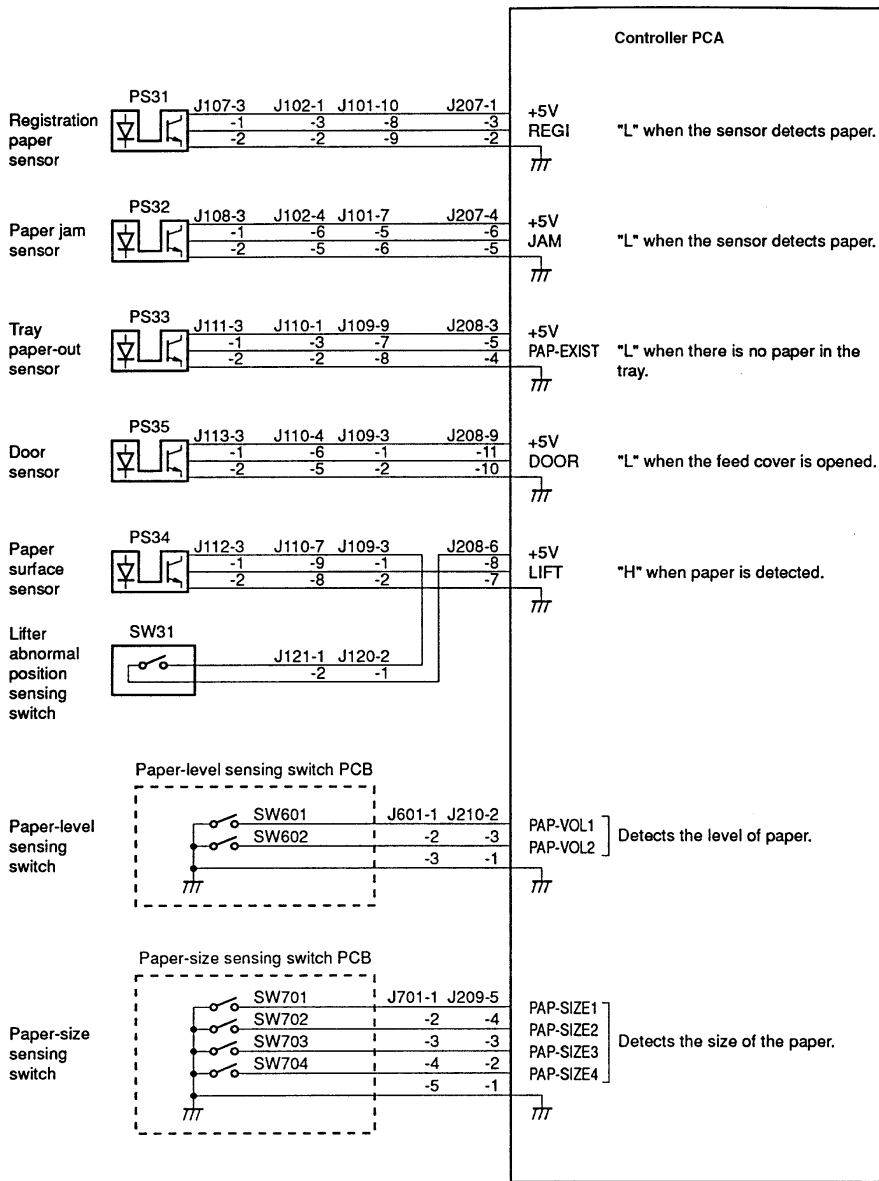 Controller PCA
PS31
J107-3 J102-1 J101-10 J207-1
+5V
Registration paper sensor
-1 -3 -8 -3
REGI
"L" when the sensor detects paper.
-2 -2 -9 -2
PS32
J108-3 J102-4 J101-7 J207-4
+5V
Paper jam sensor
-1 -6 -5 -6
JAM
"L" when the sensor detects paper.
-2 -5 -6 -5
PS33
J111-3 J110-1 J109-9 J208-3
+5V
Tray paper-out sensor
-1 -3 -7 -5
PAP-EXIST
"L" when there is no paper in the
tray.
-2 -2 -8 -4
PS35
J113-3 J110-4 J109-3 J208-9
+5V
Door sensor
-1 -6 -1 -11
DOOR
"L" when the feed cover is opened.
-2 -5 -2 -10
PS34
J112-3 J110-7 J109-3 J208-6
+5V
Paper surface sensor
-1 -9 -1 -8
LIFT
"H" when paper is detected.
-2 -8 -2 -7
Lifter abnormal position sensing switch
SW31
J121-1 J120-2
-2 -1
Paper-level sensing switch PCB
Paper-level sensing switch
SW601 J601-1 J210-2
PAP-VOL1
SW602 -2 -3
PAP-VOL2
Detects the level of paper.
-3 -1
Paper-size sensing switch PCB
Paper-size sensing switch
SW701 J701-1 J209-5
PAP-SIZE1
SW702 -2 -4
PAP-SIZE2
SW703 -3 -3
PAP-SIZE3
SW704 -4 -2
PAP-SIZE4
Detects the size of the paper.
-5 -1